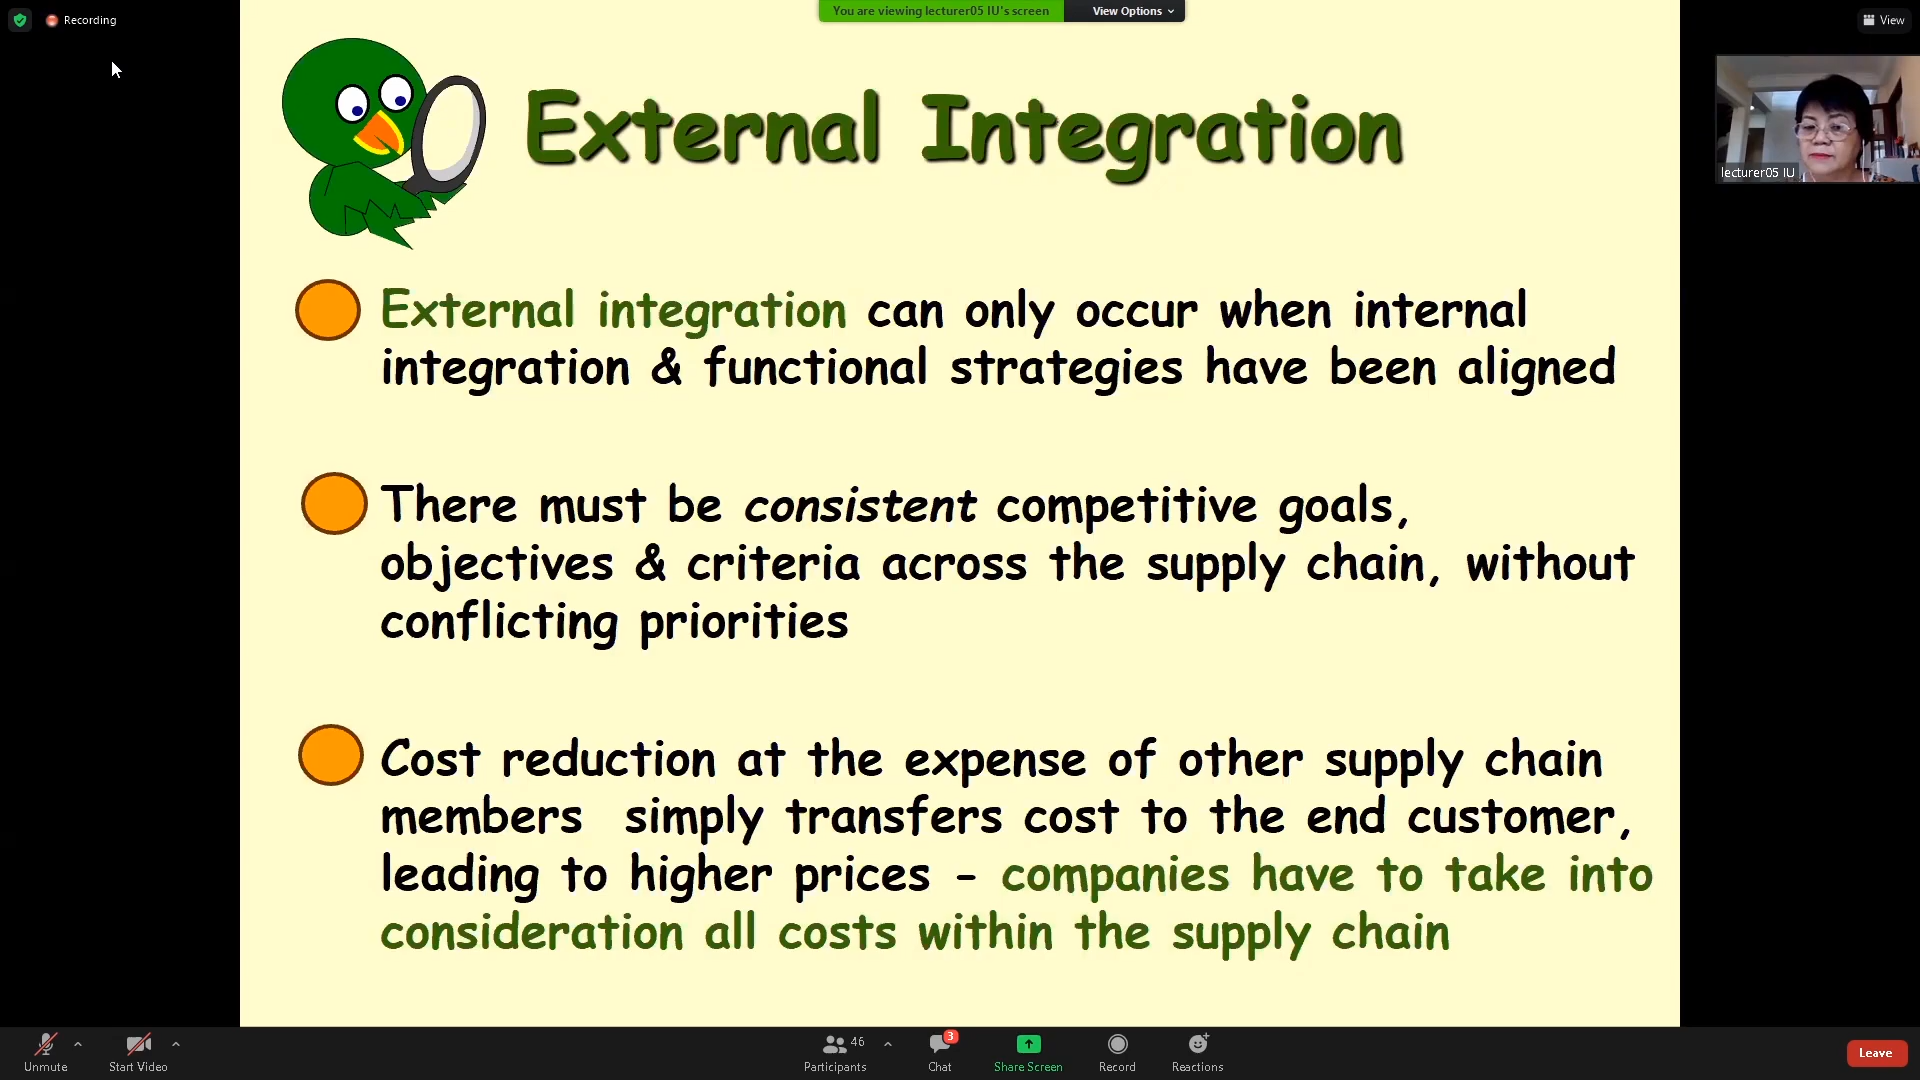 Recording
You are viewing lecturer05 IU's screen
View Options
View
External Integration
lecturer05 IU
External integration can only occur when internal
integration & functional strategies have been aligned
There must be consistent competitive goals,
objectives & criteria across the supply chain, without
conflicting priorities
Cost reduction at the expense of other supply chain
members simply transfers cost to the end customer,
leading to higher prices – companies have to take into
consideration all costs within the supply chain
Unmute
Start Video
46
Participants
3
Chat
Share Screen
Record
Reactions
Leave